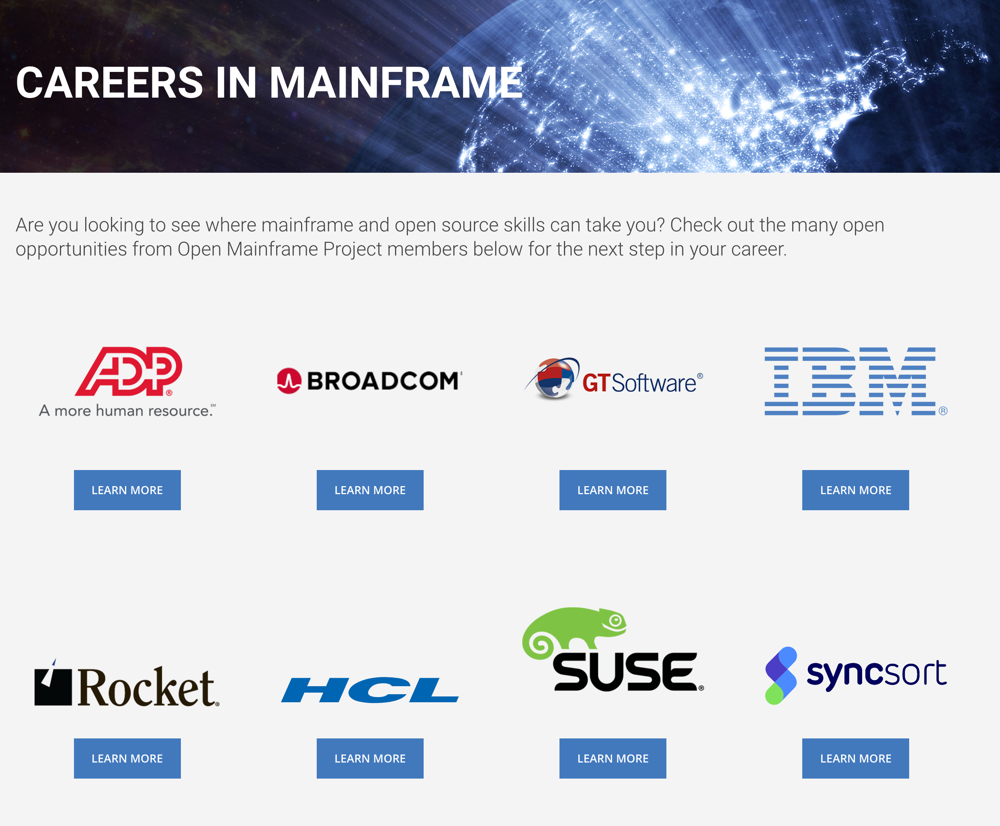 CAREERS IN MAINFRAME
Are you looking to see where mainframe and open source skills can take you? Check out the many open
opportunities from Open Mainframe Project members below for the next step in your career.
ADP®
A more human resource.℠
BROADCOM
GTSoftware®
IBM®
LEARN MORE
LEARN MORE
LEARN MORE
LEARN MORE
Rocket®
HCL
SUSE®
syncsort
LEARN MORE
LEARN MORE
LEARN MORE
LEARN MORE